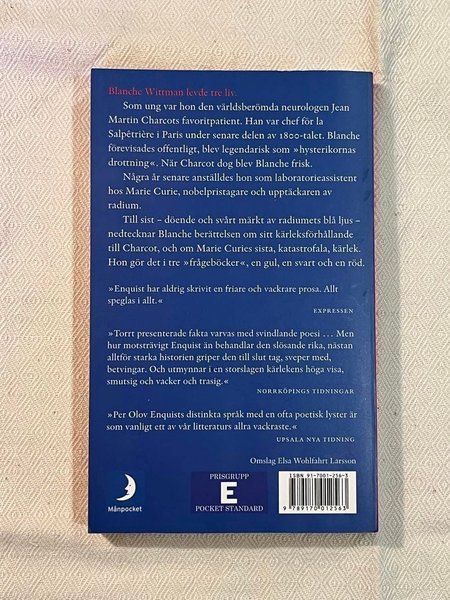 Blanche Wittman levde tre liv.
Som ung var hon den världsberömda neurologen Jean
Martin Charcots favoritpatient. Han var chef för la
Salpêtrière i Paris under senare delen av 1800-talet. Blanche
förevisades offentligt, blev legendarisk som »hysterikornas
drottning«. När Charcot dog blev Blanche frisk.
Några år senare anställdes hon som laboratorieassistent
hos Marie Curie, nobelpristagare och upptäckaren av
radium.
Till sist – döende och svårt märkt av radiumets blå ljus –
nedtecknar Blanche berättelsen om sitt kärleksförhållande
till Charcot, och om Marie Curies sista, katastrofala, kärlek.
Hon gör det i tre »frågeböcker«, en gul, en svart och en röd.
»Enquist har aldrig skrivit en friare och vackrare prosa. Allt
speglas i allt.«
EXPRESSEN
»Torrt presenterade fakta varvas med svindlande poesi ... Men
hur motsträvigt Enquist än behandlar den slösande rika, nästan
alltför starka historien griper den till slut tag, sveper med,
betvingar. Och utmynnar i en storslagen kärlekens höga visa,
smutsig och vacker och trasig.«
NORRKÖPINGS TIDNINGAR
»Per Olov Enquists distinkta språk med en ofta poetisk lyster är
som vanligt ett av vår litteraturs allra vackraste.«
UPSALA NYA TIDNING
Omslag Elsa Wohlfahrt Larsson
Månpocket
PRISGRUPP
E
POCKET STANDARD
ISBN 91-7001-256-3
9 789170 012563